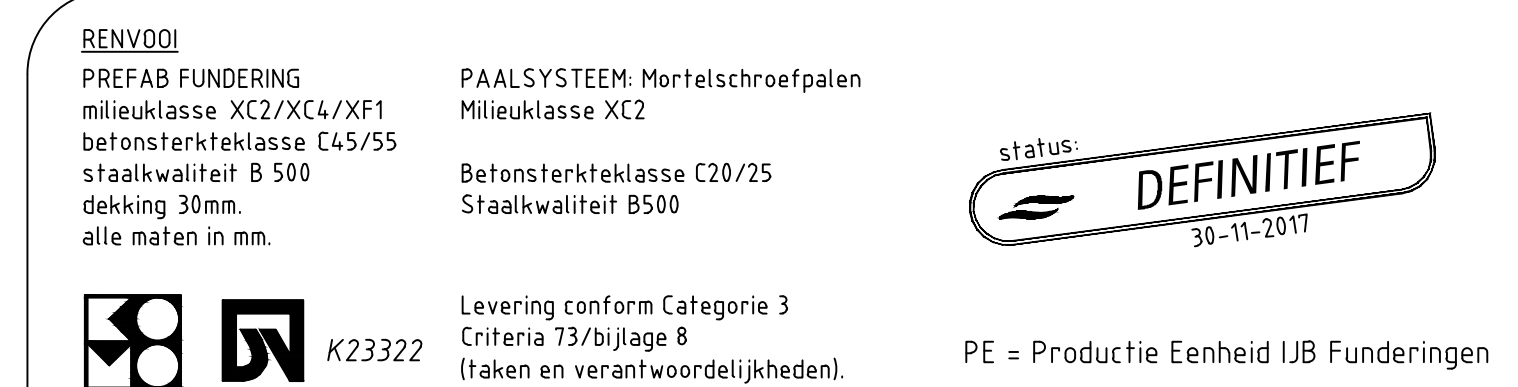 RENVOOI
PREFAB FUNDERING
milieuklasse XC2/XC4/XF1
betonsterkteklasse C45/55
staalkwaliteit B 500
dekking 30mm.
alle maten in mm.
PAALSYSTEEM: Mortelschroefpalen
Milieuklasse XC2
Betonsterkteklasse C20/25
Staalkwaliteit B500
status:
DEFINITIEF
30-11-2017
KOMO
K23322
Levering conform Categorie 3
Criteria 73/bijlage 8
(taken en verantwoordelijkheden).
PE = Productie Eenheid IJB Funderingen